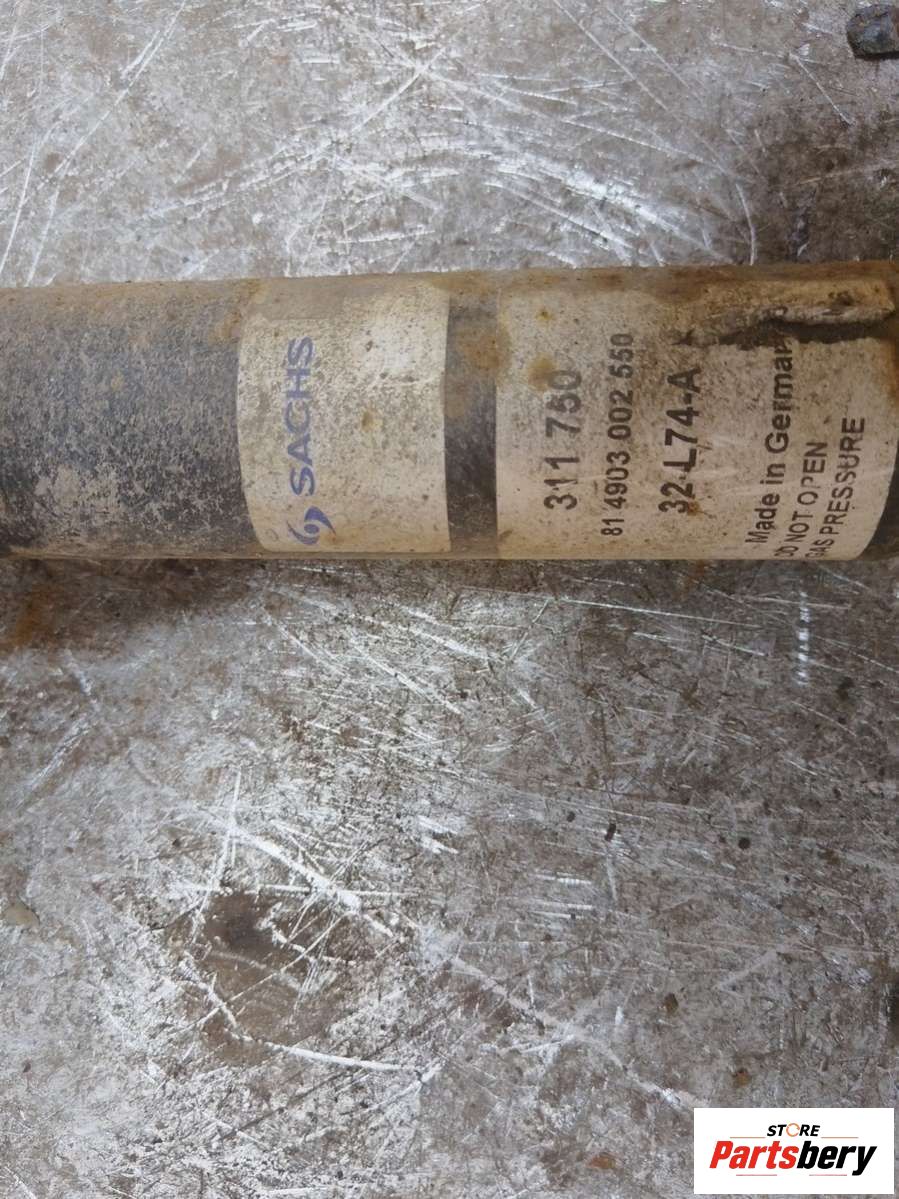 SACHS
311 750
81 4903 002 550
32-L74-A
Made in German
DO NOT OPEN
GAS PRESSURE
STORE
Partsbery